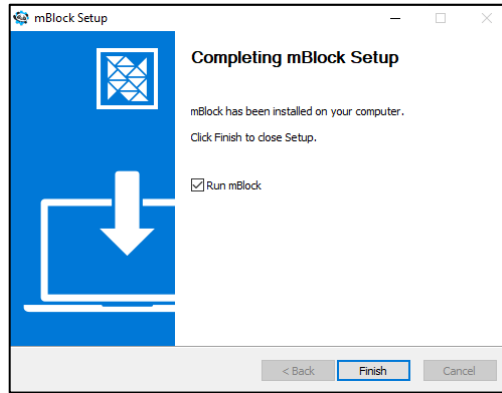 mBlock Setup
Completing mBlock Setup
mBlock has been installed on your computer.
Click Finish to close Setup.
Run mBlock
< Back
Finish
Cancel